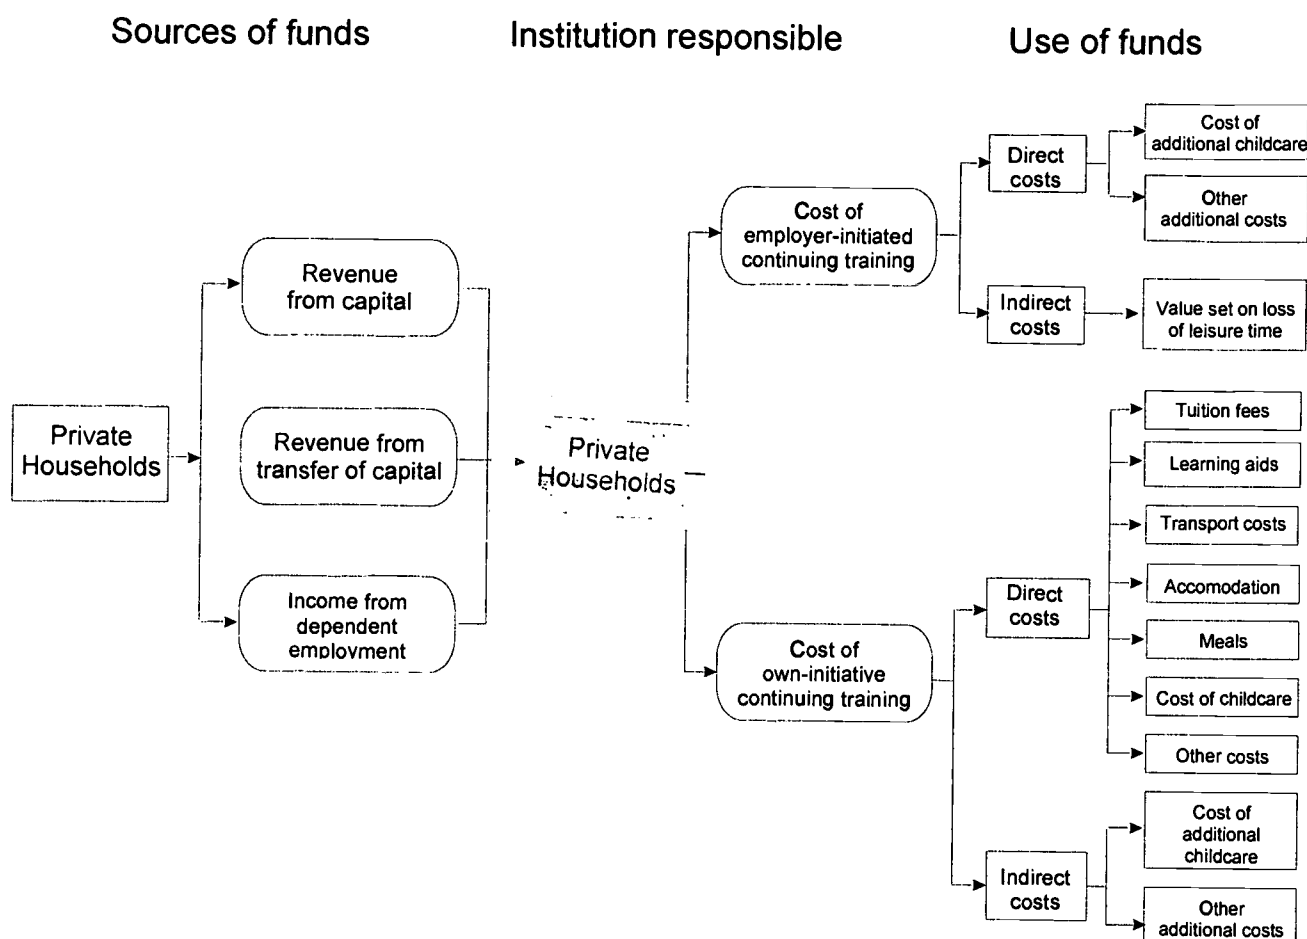 Sources of funds
Institution responsible
Use of funds
Private
Households
Revenue
from capital
Revenue from
transfer of capital
Income from
dependent
employment
Private
Households
Cost of
employer-initiated
continuing training
Direct
costs
Cost of
additional childcare
Other
additional costs
Indirect
costs
Value set on loss
of leisure time
Cost of
own-initiative
continuing training
Direct
costs
Tuition fees
Learning aids
Transport costs
Accomodation
Meals
Cost of childcare
Other costs
Indirect
costs
Cost of
additional
childcare
Other
additional costs